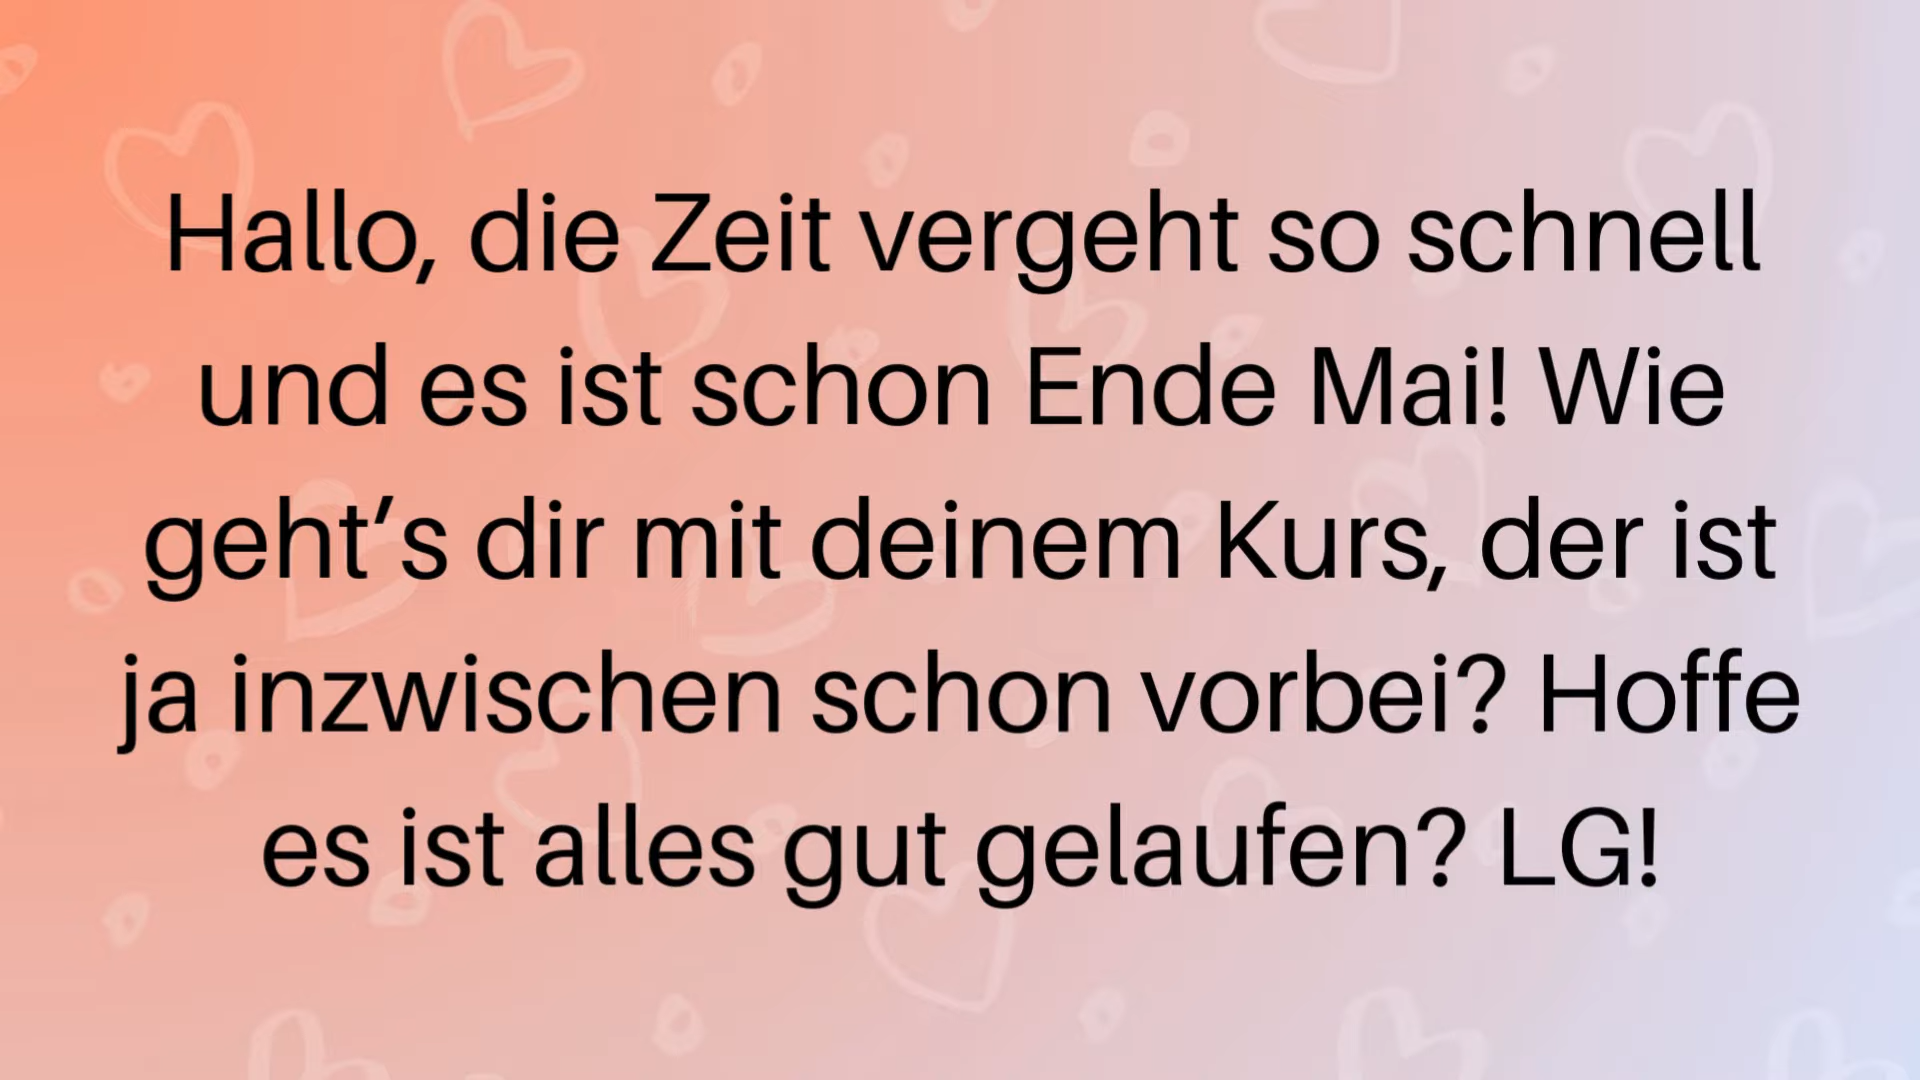 Hallo, die Zeit vergeht so schnell
und es ist schon Ende Mai! Wie
geht’s dir mit deinem Kurs, der ist
ja inzwischen schon vorbei? Hoffe
es ist alles gut gelaufen? LG!